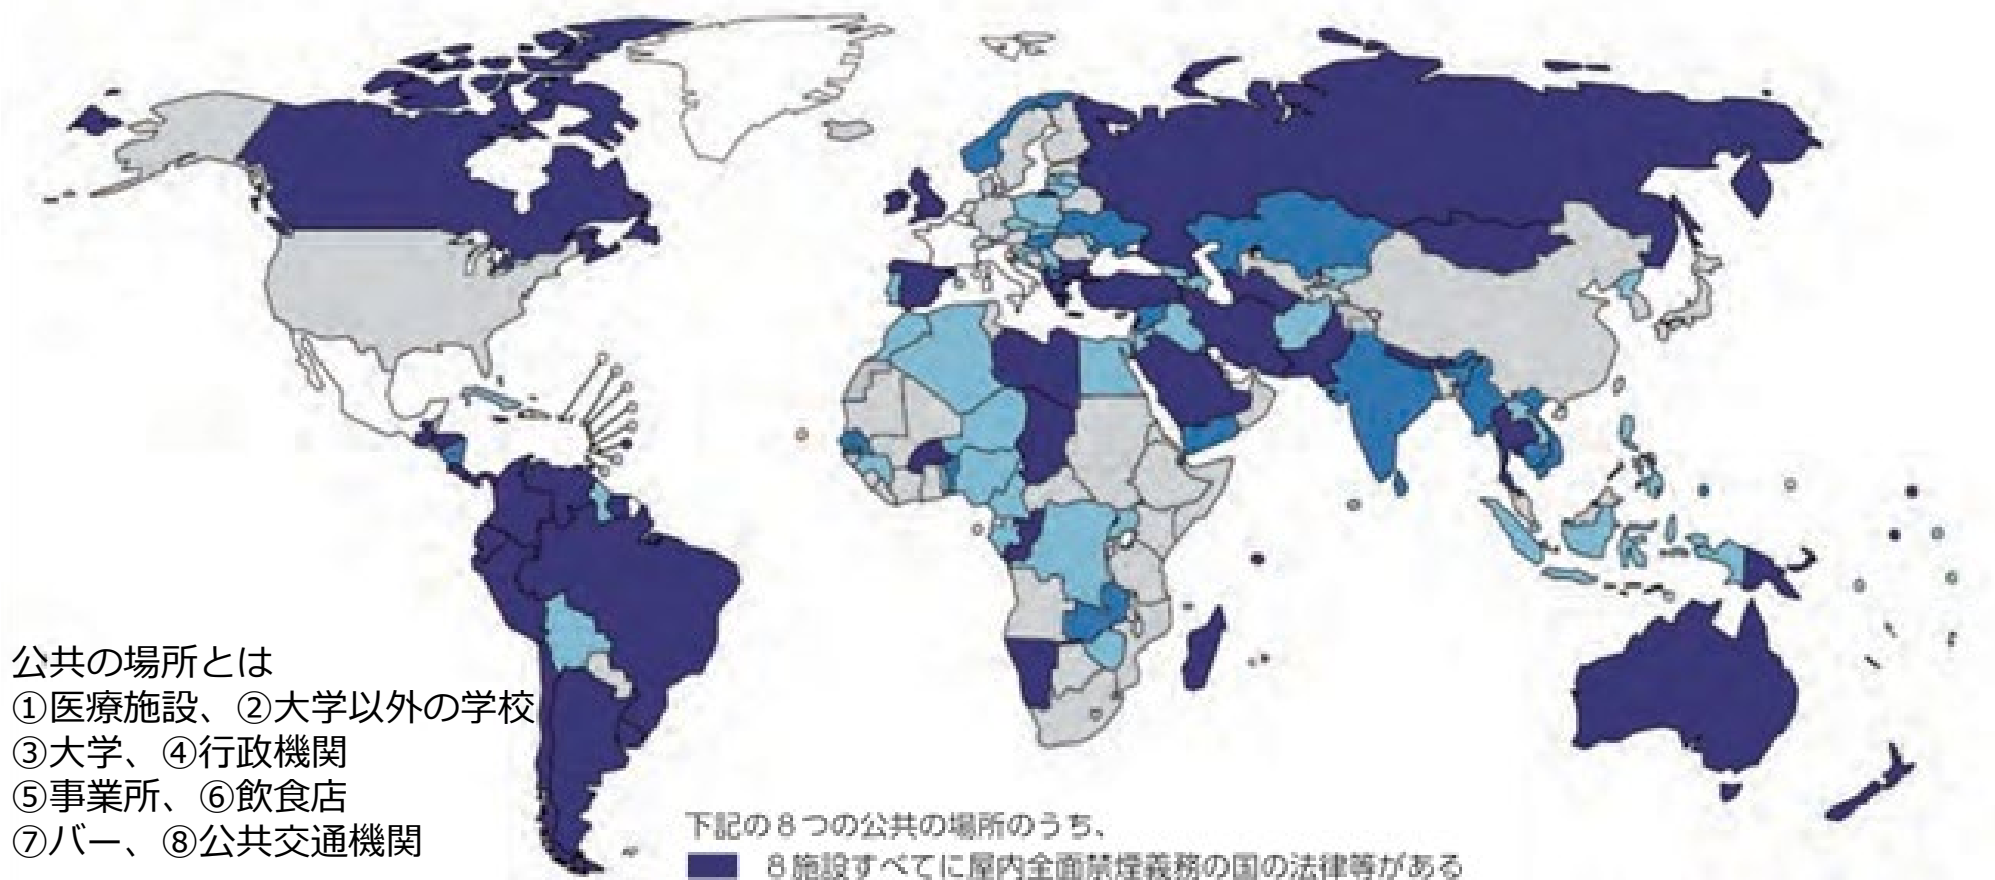 公共の場所とは
①医療施設、②大学以外の学校
③大学、④行政機関
⑤事業所、⑥飲食店
⑦バー、⑧公共交通機関
下記の8つの公共の場所のうち、
8施設すべてに屋内全面禁煙義務の国の法律等がある